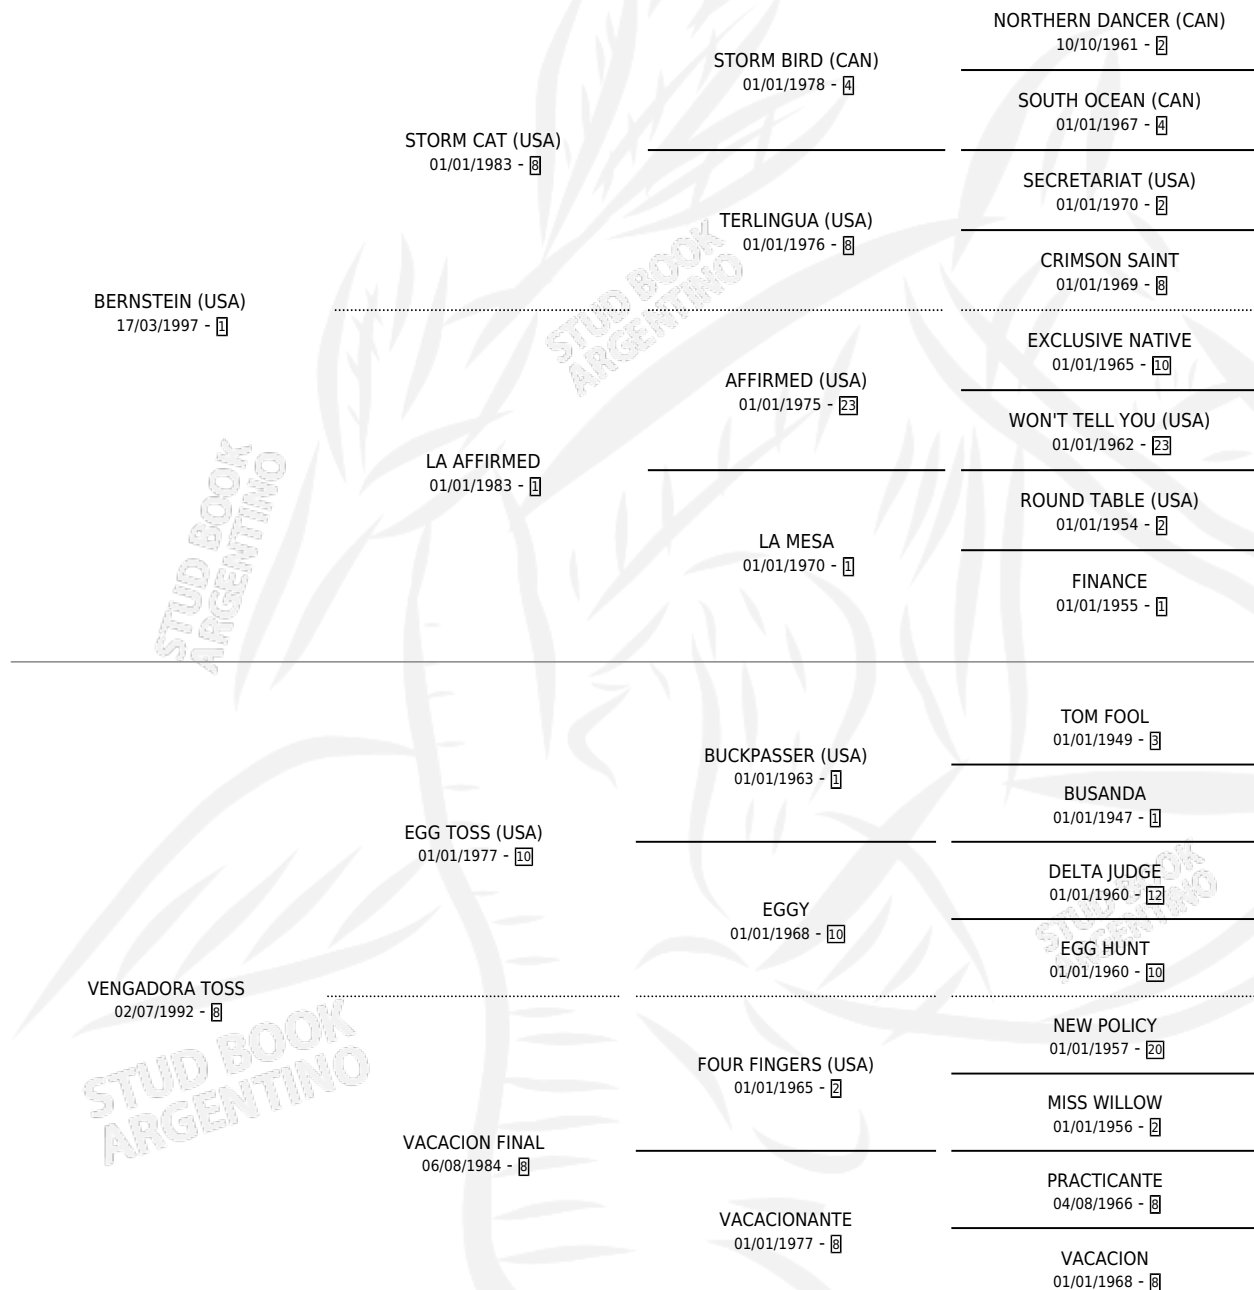 NORTHERN DANCER (CAN)
10/10/1961 - 2
STORM BIRD (CAN)
01/01/1978 - 4
SOUTH OCEAN (CAN)
01/01/1967 - 4
STORM CAT (USA)
01/01/1983 - 8
SECRETARIAT (USA)
01/01/1970 - 2
TERLINGUA (USA)
01/01/1976 - 8
CRIMSON SAINT
01/01/1969 - 8
BERNSTEIN (USA)
17/03/1997 - 1
EXCLUSIVE NATIVE
01/01/1965 - 10
AFFIRMED (USA)
01/01/1975 - 23
WON'T TELL YOU (USA)
01/01/1962 - 23
LA AFFIRMED
01/01/1983 - 1
ROUND TABLE (USA)
01/01/1954 - 2
LA MESA
01/01/1970 - 1
FINANCE
01/01/1955 - 1
TOM FOOL
01/01/1949 - 3
BUCKPASSER (USA)
01/01/1963 - 1
BUSANDA
01/01/1947 - 1
EGG TOSS (USA)
01/01/1977 - 10
DELTA JUDGE
01/01/1960 - 12
EGGY
01/01/1968 - 10
EGG HUNT
01/01/1960 - 10
VENGADORA TOSS
02/07/1992 - 8
NEW POLICY
01/01/1957 - 20
FOUR FINGERS (USA)
01/01/1965 - 2
MISS WILLOW
01/01/1956 - 2
VACACION FINAL
06/08/1984 - 8
PRACTICANTE
04/08/1966 - 8
VACACIONANTE
01/01/1977 - 8
VACACION
01/01/1968 - 8
STUD BOOK
ARGENTINO
STUD BOOK
ARGENTINO
STUD BOOK
ARGENTINO
STUD BOOK
ARGENTINO